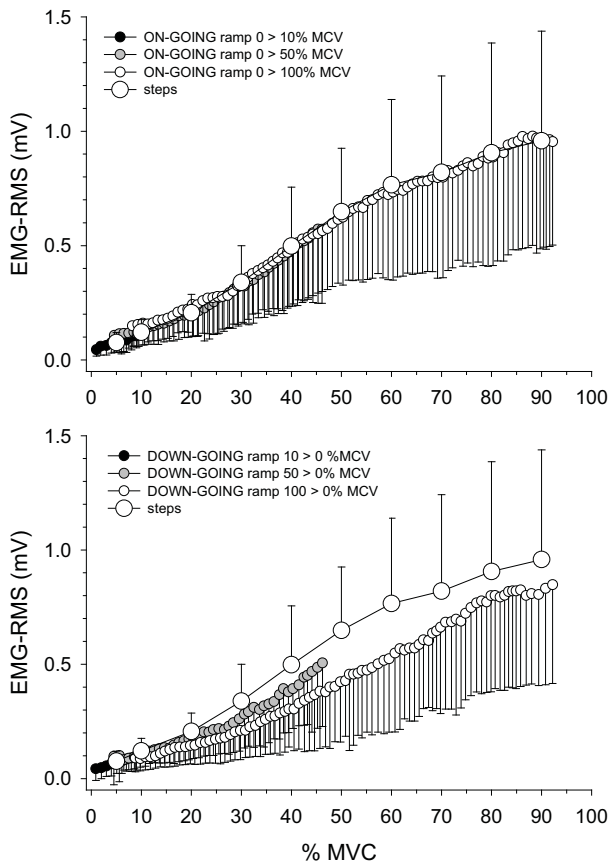 1.5
ON-GOING ramp 0 > 10% MCV
ON-GOING ramp 0 > 50% MCV
ON-GOING ramp 0 > 100% MCV
steps
1.0
EMG-RMS (mV)
0.5
0.0
0 10 20 30 40 50 60 70 80 90 100
1.5
DOWN-GOING ramp 10 > 0 %MCV
DOWN-GOING ramp 50 > 0% MCV
DOWN-GOING ramp 100 > 0% MCV
steps
1.0
EMG-RMS (mV)
0.5
0.0
0 10 20 30 40 50 60 70 80 90 100
% MVC